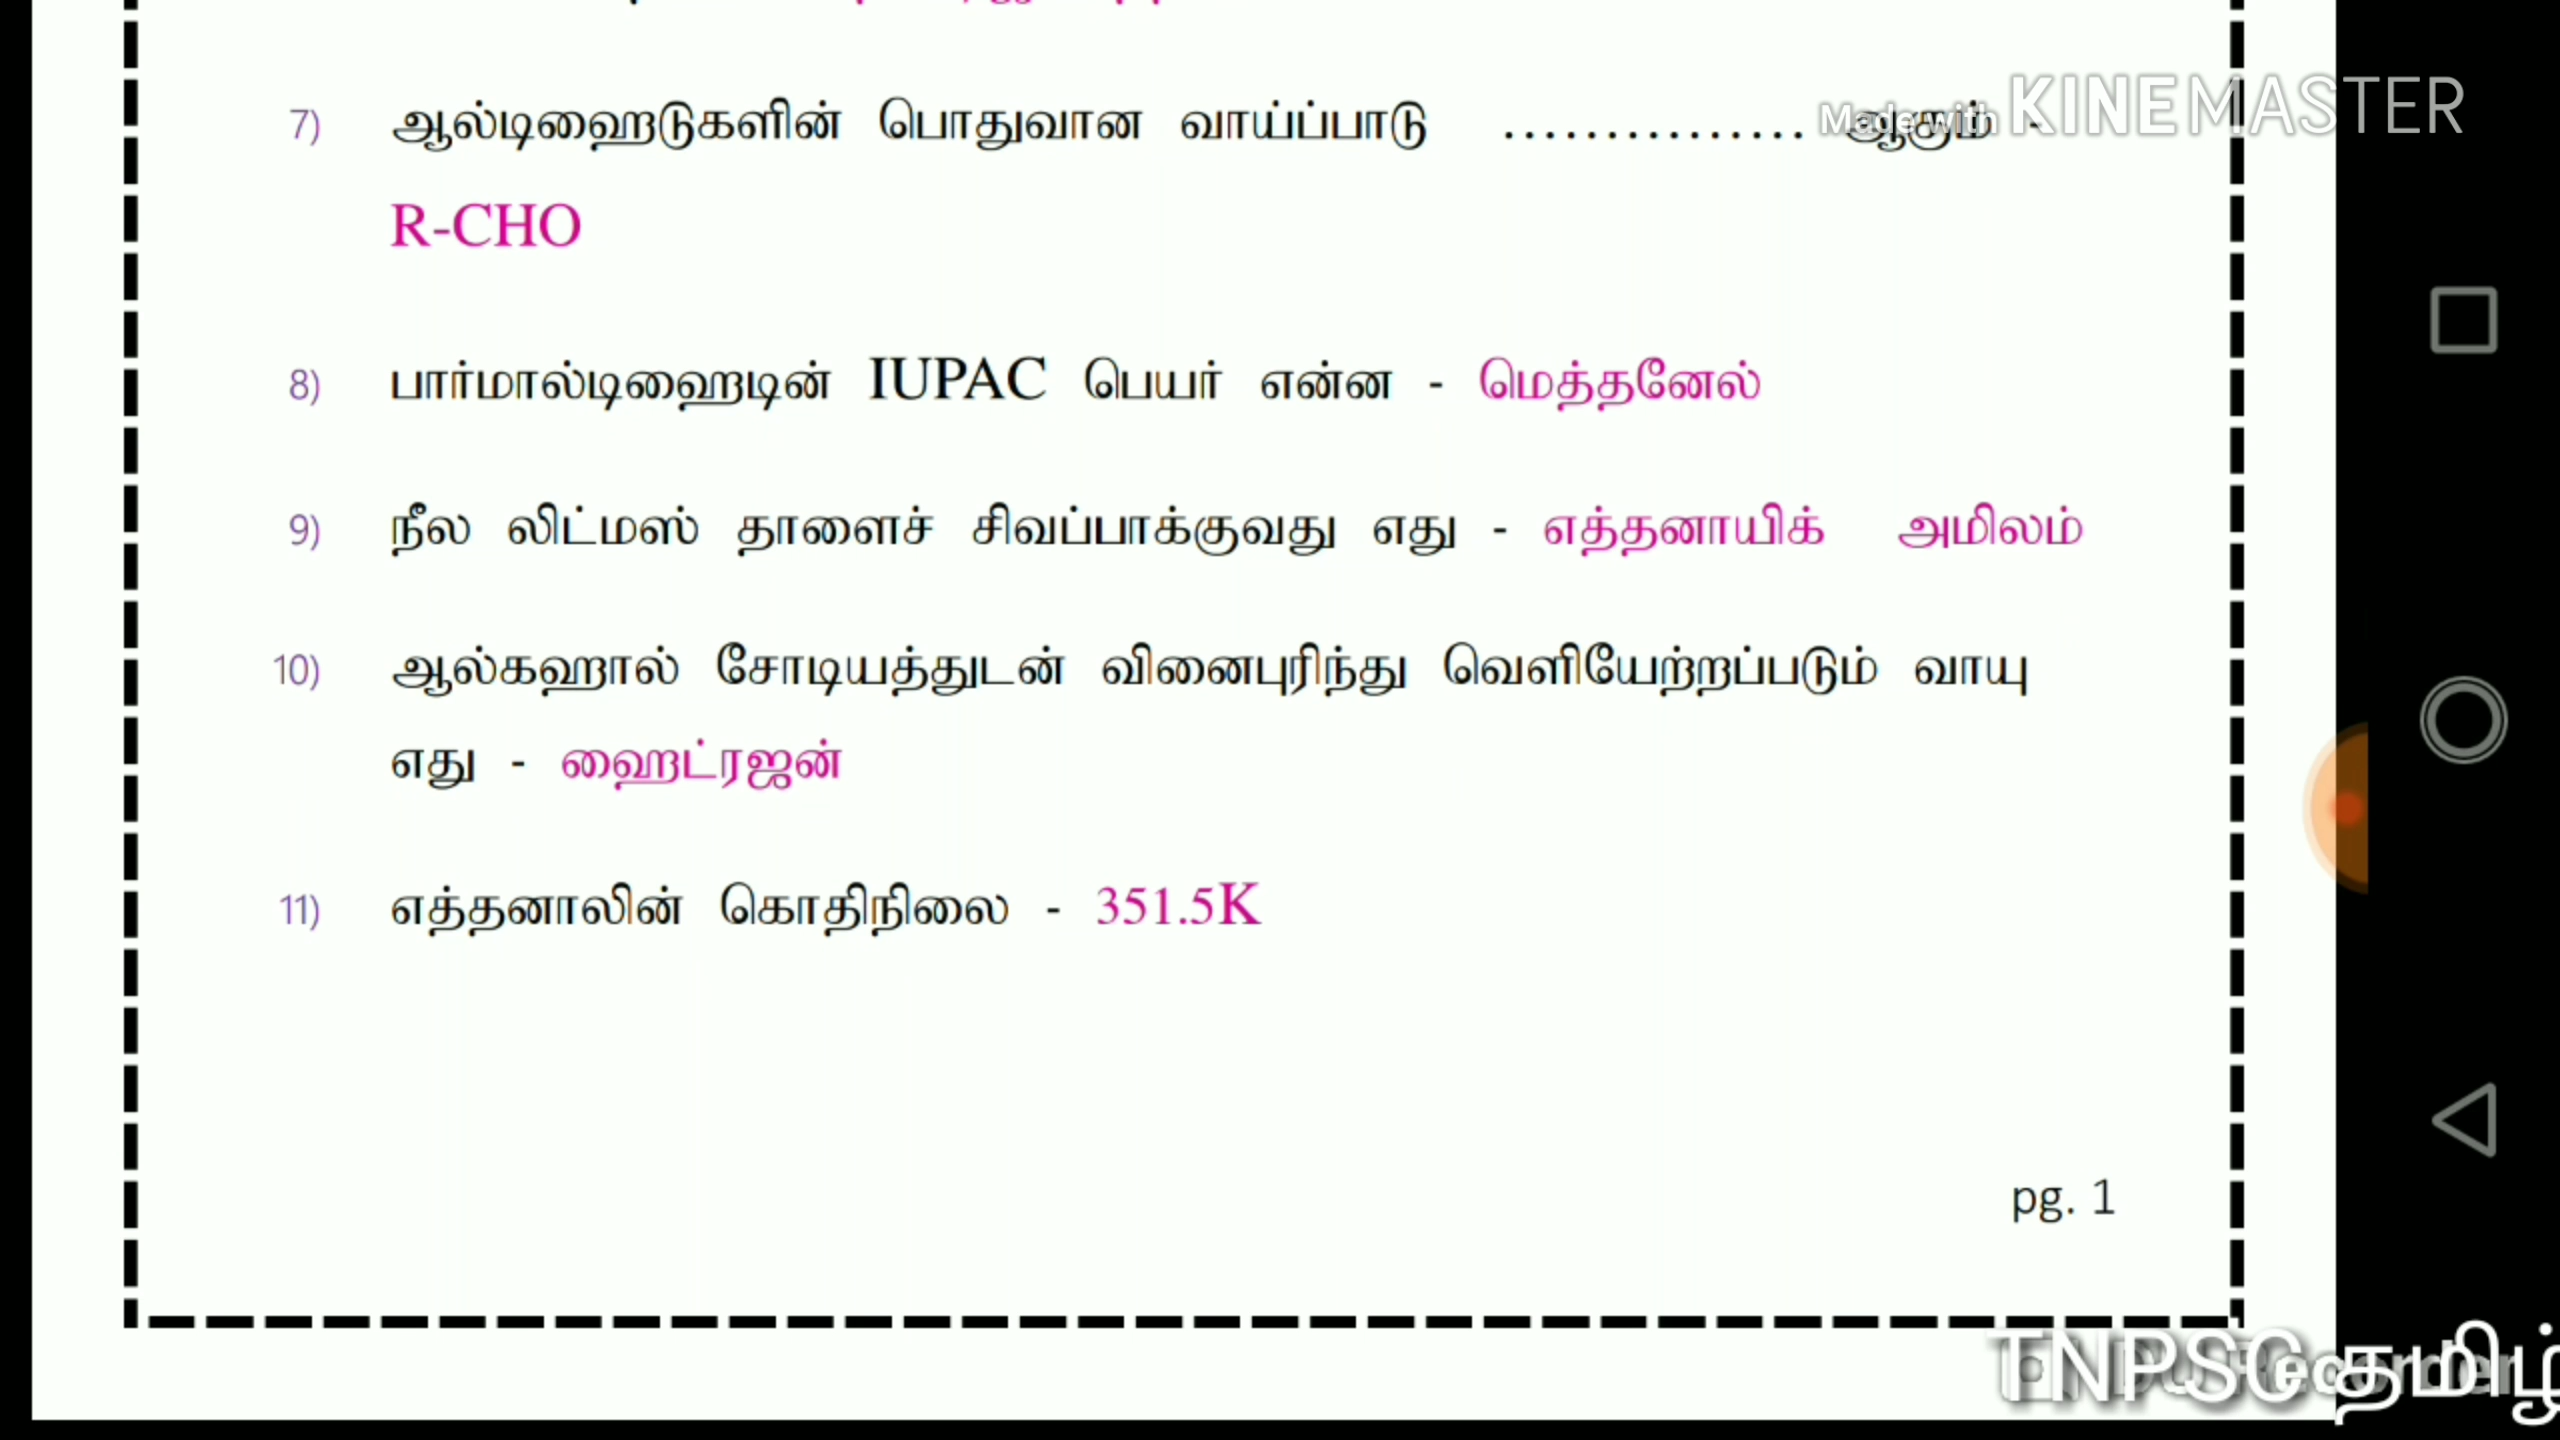 7) ஆல்டிஹைடுகளின் பொதுவான வாய்ப்பாடு ............... ஆகும் -
Made with KINEMASTER
R-CHO
8) பார்மால்டிஹைடின் IUPAC பெயர் என்ன - மெத்தனேல்
9) நீல லிட்மஸ் தாளைச் சிவப்பாக்குவது எது - எத்தனாயிக் அமிலம்
10) ஆல்கஹால் சோடியத்துடன் வினைபுரிந்து வெளியேற்றப்படும் வாயு
எது - ஹைட்ரஜன்
11) எத்தனாலின் கொதிநிலை - 351.5K
pg. 1
TNPSC தமிழ்